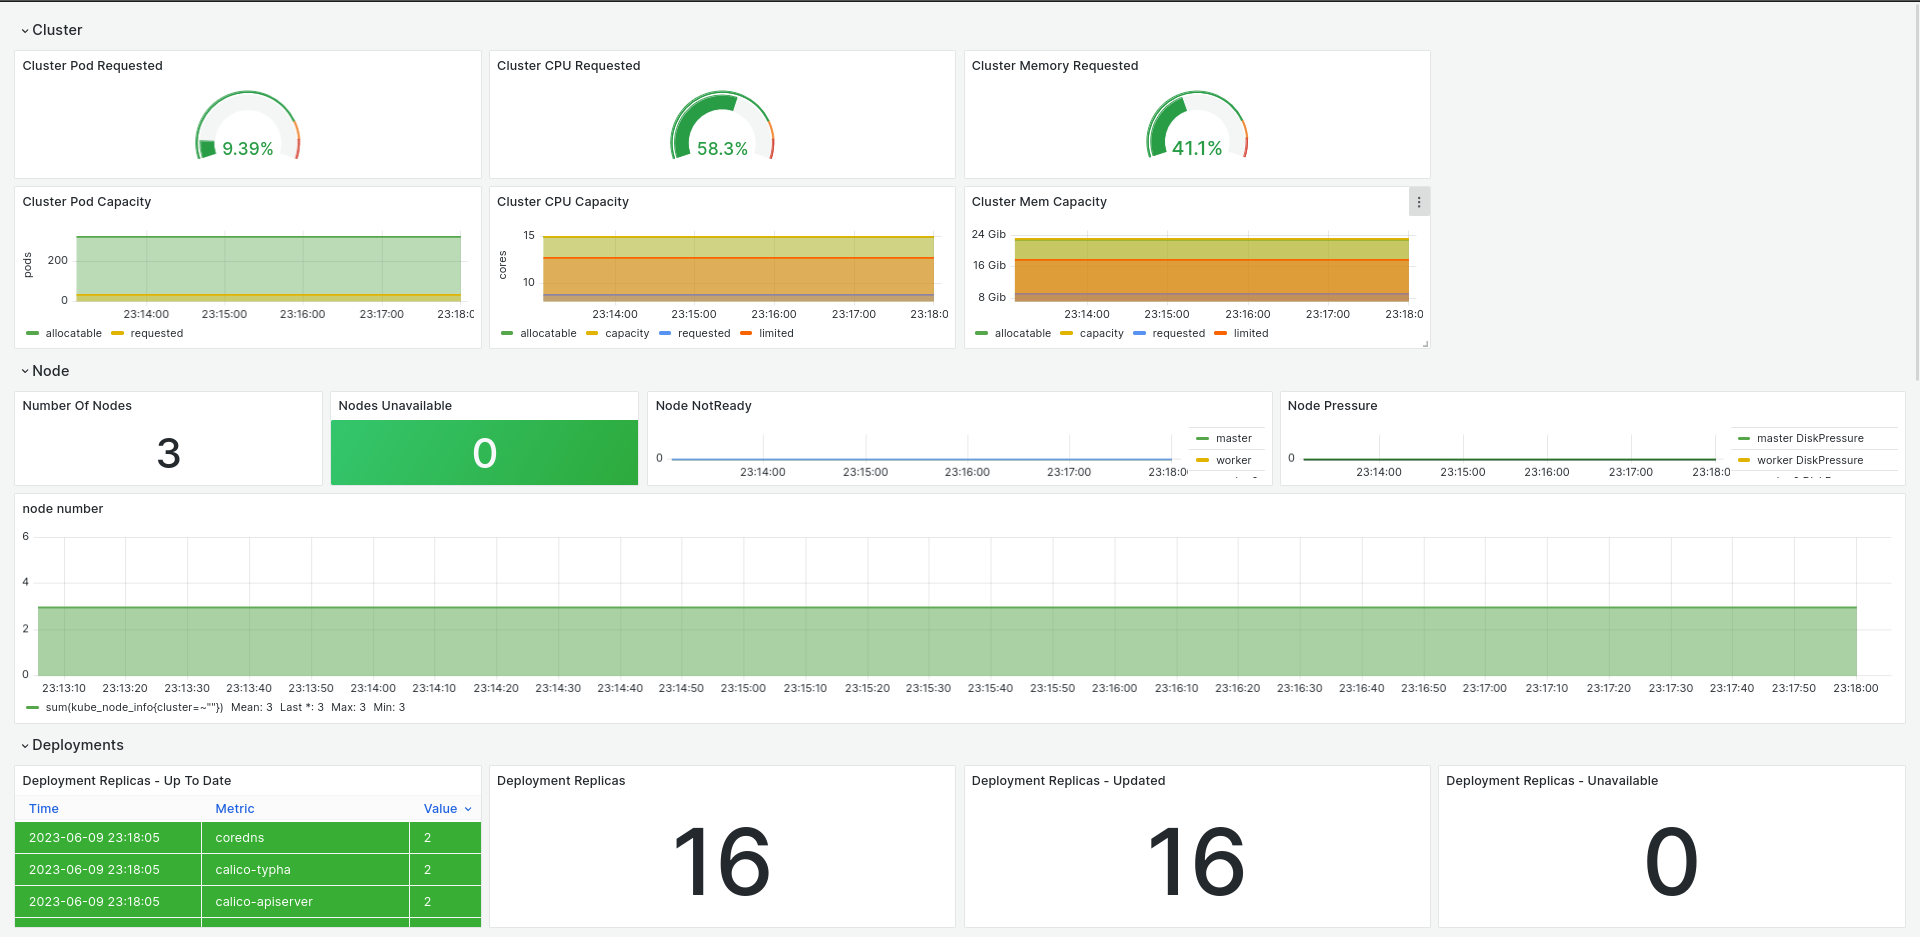 Cluster
Cluster Pod Requested
9.39%
Cluster CPU Requested
58.3%
Cluster Memory Requested
41.1%
Cluster Pod Capacity
pods
200
0
23:14:00 23:15:00 23:16:00 23:17:00 23:18:0
allocatable requested
Cluster CPU Capacity
cores
15
10
23:14:00 23:15:00 23:16:00 23:17:00 23:18:0
allocatable capacity requested limited
Cluster Mem Capacity
24 Gib
16 Gib
8 Gib
23:14:00 23:15:00 23:16:00 23:17:00 23:18:0
allocatable capacity requested limited
Node
Number Of Nodes
3
Nodes Unavailable
0
Node NotReady
0
23:14:00 23:15:00 23:16:00 23:17:00 23:18:0
master
worker
Node Pressure
0
23:14:00 23:15:00 23:16:00 23:17:00 23:18:0
master DiskPressure
worker DiskPressure
node number
6
4
2
0
23:13:10 23:13:20 23:13:30 23:13:40 23:13:50 23:14:00 23:14:10 23:14:20 23:14:30 23:14:40 23:14:50 23:15:00 23:15:10 23:15:20 23:15:30 23:15:40 23:15:50 23:16:00 23:16:10 23:16:20 23:16:30 23:16:40 23:16:50 23:17:00 23:17:10 23:17:20 23:17:30 23:17:40 23:17:50 23:18:00
sum(kube_node_info{cluster=~""}) Mean: 3 Last *: 3 Max: 3 Min: 3
Deployments
Deployment Replicas - Up To Date
Time Metric Value
2023-06-09 23:18:05 coredns 2
2023-06-09 23:18:05 calico-typha 2
2023-06-09 23:18:05 calico-apiserver 2
Deployment Replicas
16
Deployment Replicas - Updated
16
Deployment Replicas - Unavailable
0